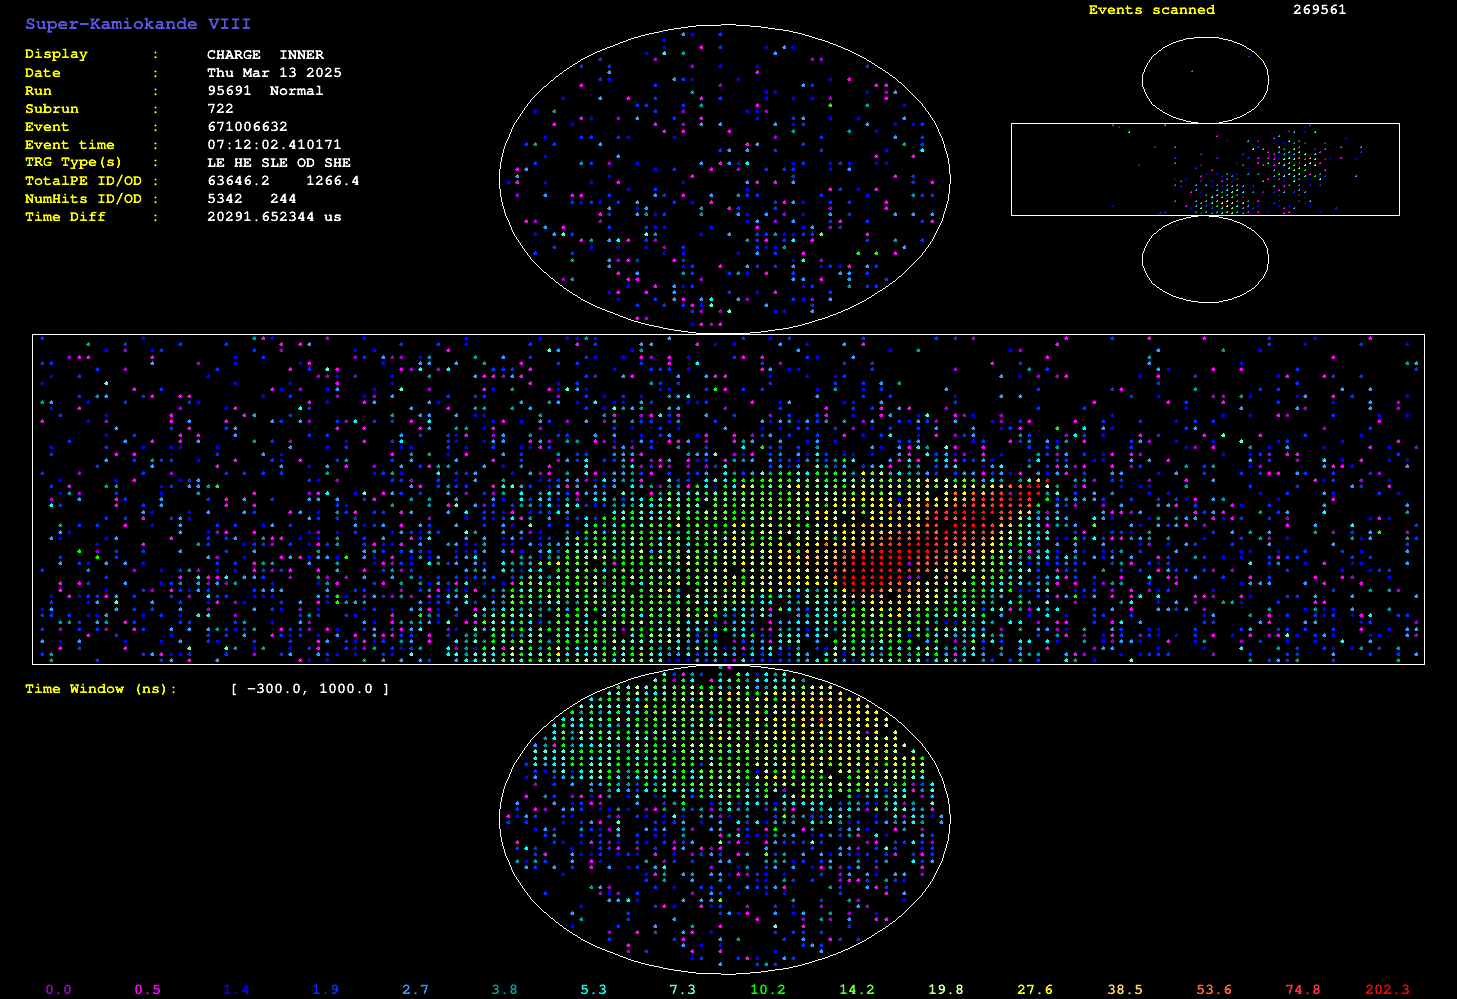 Super-Kamiokande VIII
Events scanned 269561
Display : CHARGE INNER
Date : Thu Mar 13 2025
Run : 95691 Normal
Subrun : 722
Event : 671006632
Event time : 07:12:02.410171
TRG Type(s) : LE HE SLE OD SHE
TotalPE ID/OD : 63646.2 1266.4
NumHits ID/OD : 5342 244
Time Diff : 20291.652344 us
Time Window (ns): [ -300.0, 1000.0 ]
0.0 0.5 1.4 1.9 2.7 3.8 5.3 7.3 10.2 14.2 19.8 27.6 38.5 53.6 74.8 202.3